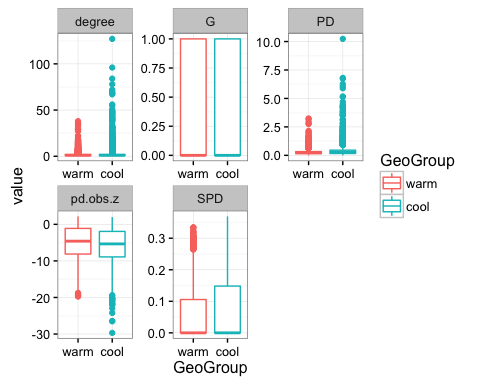 degree G PD
100
50
0
1.00
0.75
0.50
0.25
0.00
10.0
7.5
5.0
2.5
0.0
warm cool warm cool warm cool
value
pd.obs.z SPD
0
-10
-20
-30
0.3
0.2
0.1
0.0
warm cool warm cool
GeoGroup
GeoGroup
warm
cool